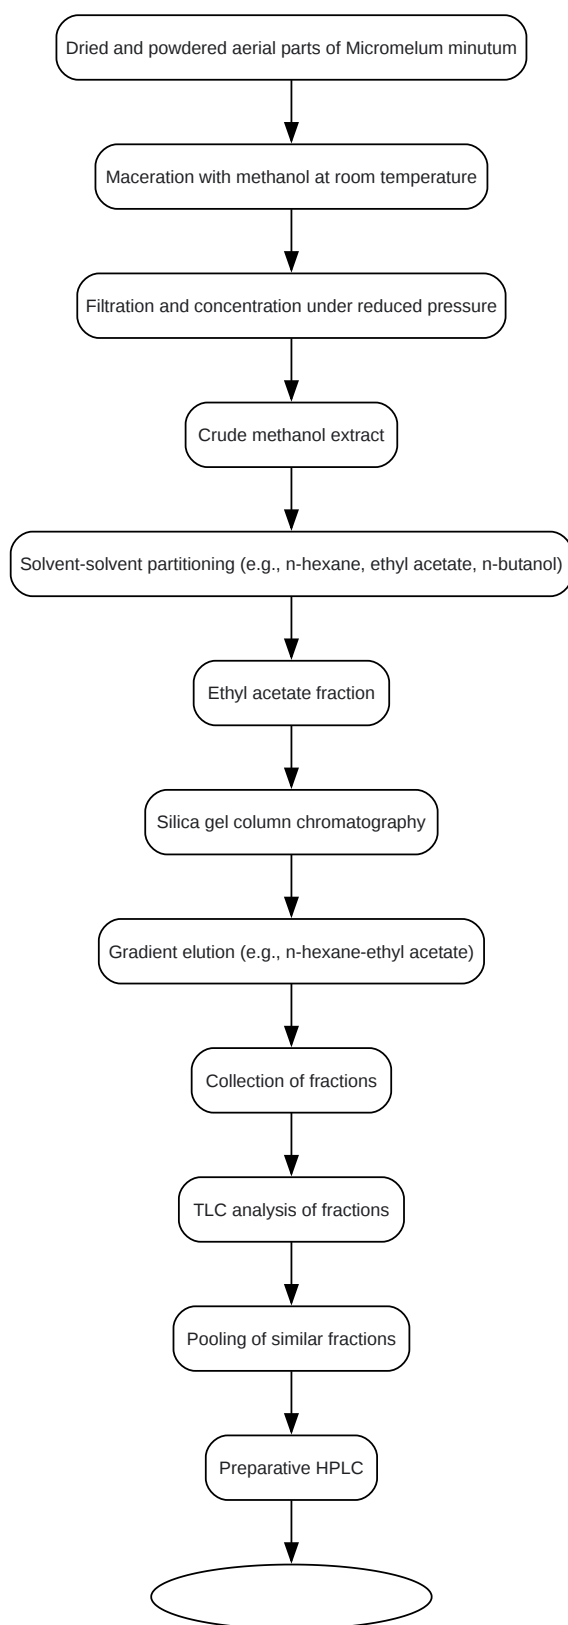 Dried and powdered aerial parts of Micromelum minutum
Maceration with methanol at room temperature
Filtration and concentration under reduced pressure
Crude methanol extract
Solvent-solvent partitioning (e.g., n-hexane, ethyl acetate, n-butanol)
Ethyl acetate fraction
Silica gel column chromatography
Gradient elution (e.g., n-hexane-ethyl acetate)
Collection of fractions
TLC analysis of fractions
Pooling of similar fractions
Preparative HPLC